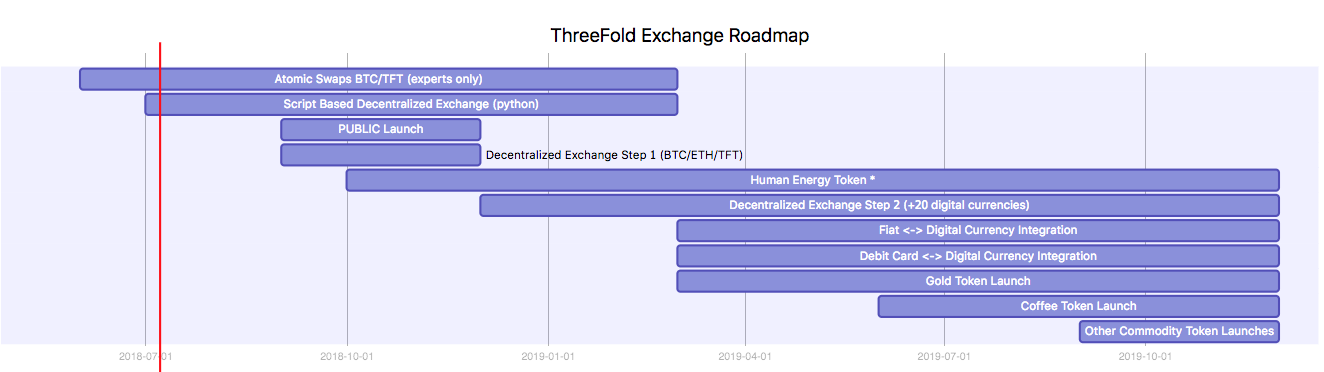 ThreeFold Exchange Roadmap
Atomic Swaps BTC/TFT (experts only)
Script Based Decentralized Exchange (python)
PUBLIC Launch
Decentralized Exchange Step 1 (BTC/ETH/TFT)
Human Energy Token *
Decentralized Exchange Step 2 (+20 digital currencies)
Fiat <-> Digital Currency Integration
Debit Card <-> Digital Currency Integration
Gold Token Launch
Coffee Token Launch
Other Commodity Token Launches
2018-07-01 2018-10-01 2019-01-01 2019-04-01 2019-07-01 2019-10-01